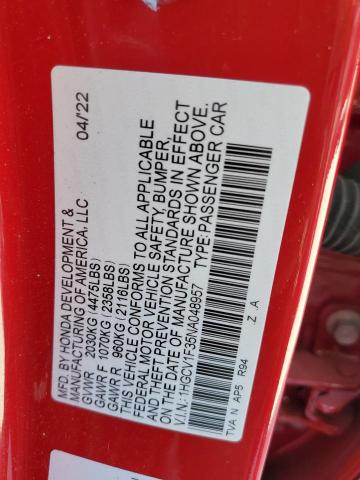 MFD. BY HONDA DEVELOPMENT & 04/'22
MANUFACTURING OF AMERICA, LLC
GVWR 2030KG (4475LBS)
GAWR F 1070KG (2358LBS)
GAWR R 960KG (2116LBS)
THIS VEHICLE CONFORMS TO ALL APPLICABLE
FEDERAL MOTOR VEHICLE SAFETY, BUMPER,
AND THEFT PREVENTION STANDARDS IN EFFECT
ON THE DATE OF MANUFACTURE SHOWN ABOVE.
V.I.N.: 1HGCV1F35NA048957 TYPE: PASSENGER CAR
TVA N AP5 R94 .Z .A